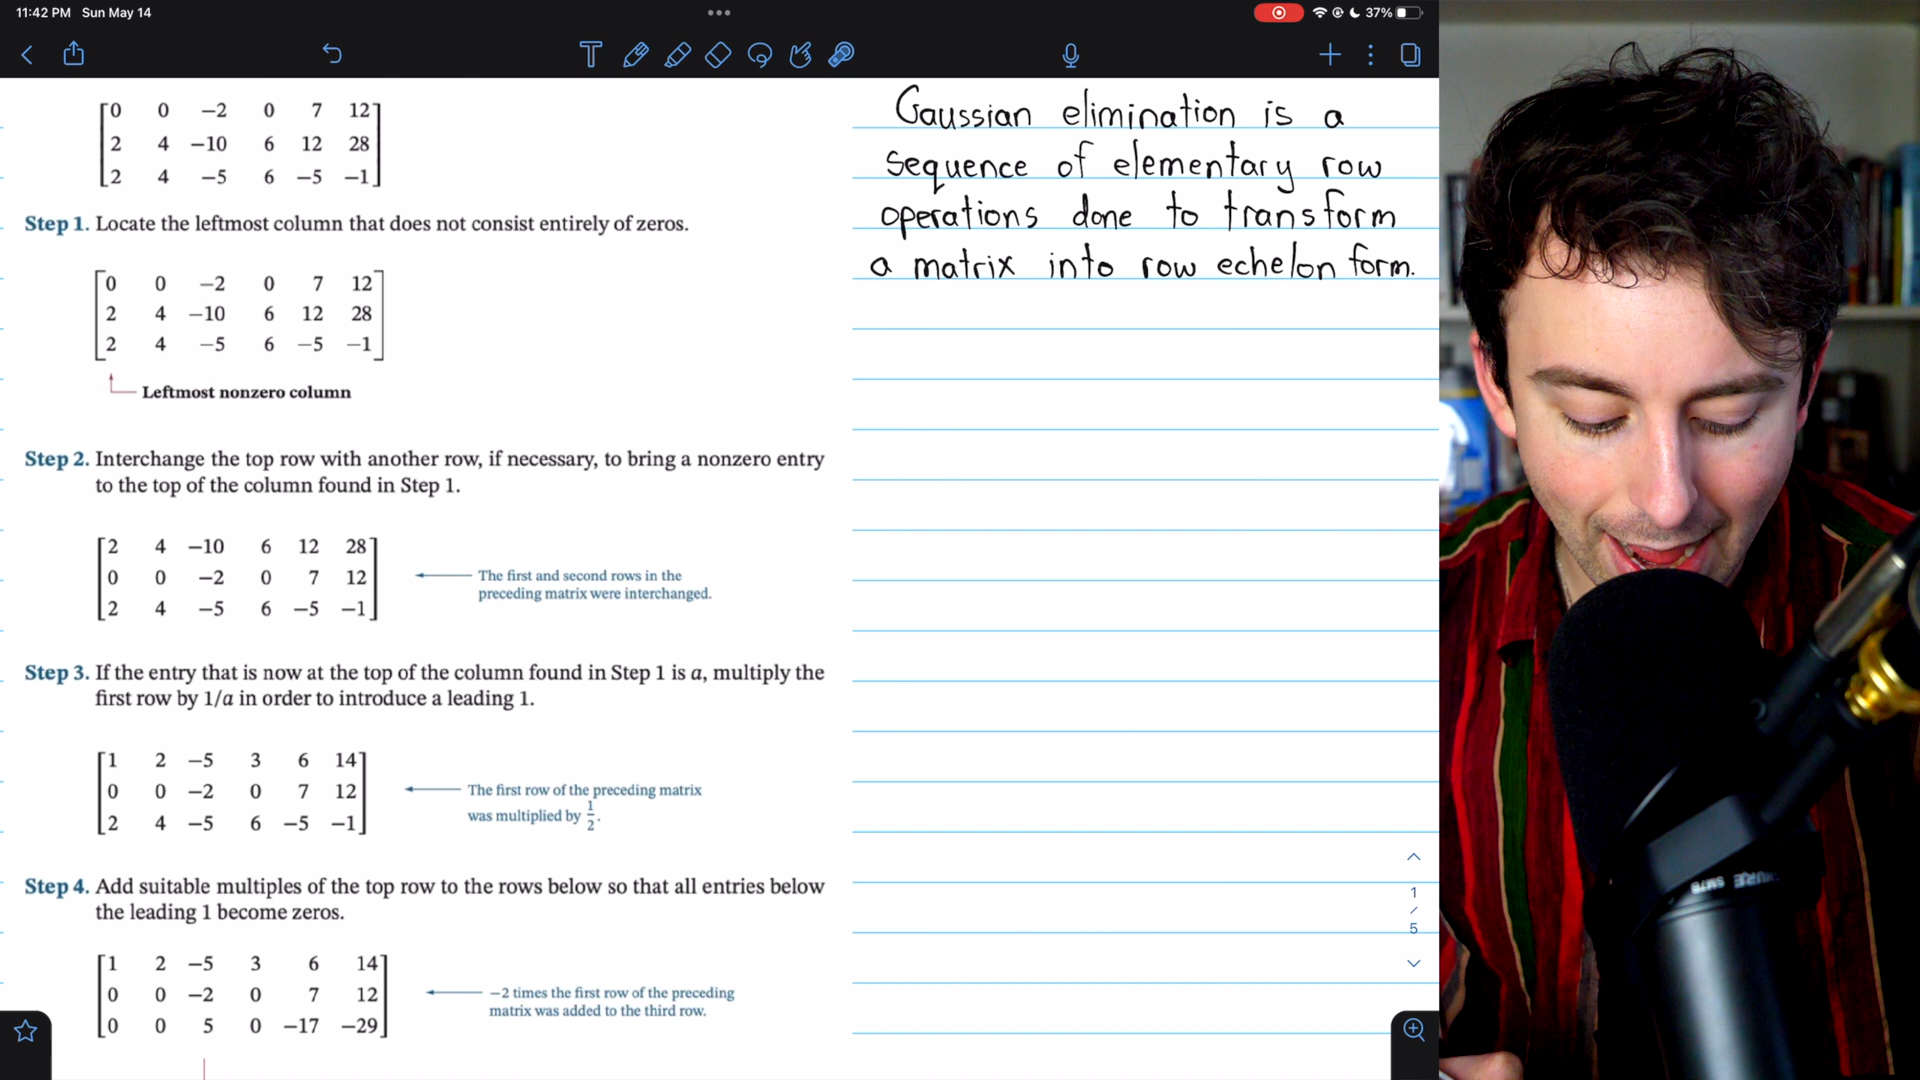 11:42 PM Sun May 14
37%
0 0 −2 0 7 12
2 4 −10 6 12 28
2 4 −5 6 −5 −1
Step 1. Locate the leftmost column that does not consist entirely of zeros.
0 0 −2 0 7 12
2 4 −10 6 12 28
2 4 −5 6 −5 −1
Leftmost nonzero column
Step 2. Interchange the top row with another row, if necessary, to bring a nonzero entry
to the top of the column found in Step 1.
2 4 −10 6 12 28
0 0 −2 0 7 12
2 4 −5 6 −5 −1
The first and second rows in the
preceding matrix were interchanged.
Step 3. If the entry that is now at the top of the column found in Step 1 is a, multiply the
first row by 1/a in order to introduce a leading 1.
1 2 −5 3 6 14
0 0 −2 0 7 12
2 4 −5 6 −5 −1
The first row of the preceding matrix
was multiplied by 1/2.
Step 4. Add suitable multiples of the top row to the rows below so that all entries below
the leading 1 become zeros.
1 2 −5 3 6 14
0 0 −2 0 7 12
0 0 5 0 −17 −29
−2 times the first row of the preceding
matrix was added to the third row.
Gaussian elimination is a
sequence of elementary row
operations done to transform
a matrix into row echelon form.
1
/
5